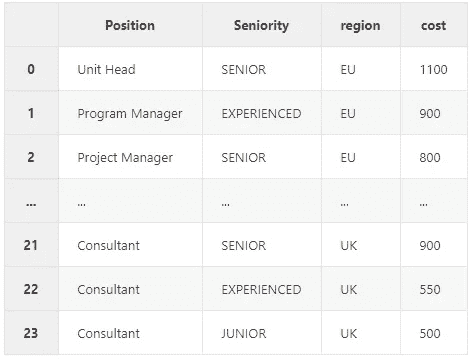 Position Seniority region cost
0 Unit Head SENIOR EU 1100
1 Program Manager EXPERIENCED EU 900
2 Project Manager SENIOR EU 800
... ... ... ... ...
21 Consultant SENIOR UK 900
22 Consultant EXPERIENCED UK 550
23 Consultant JUNIOR UK 500